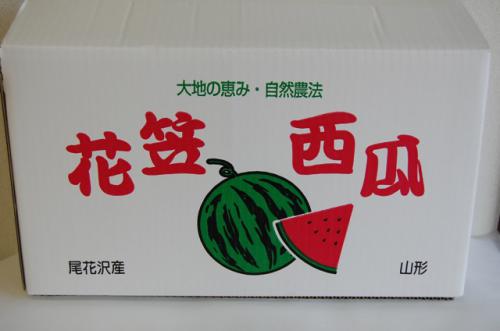 大地の恵み・自然農法
花笠西瓜
尾花沢産
山形